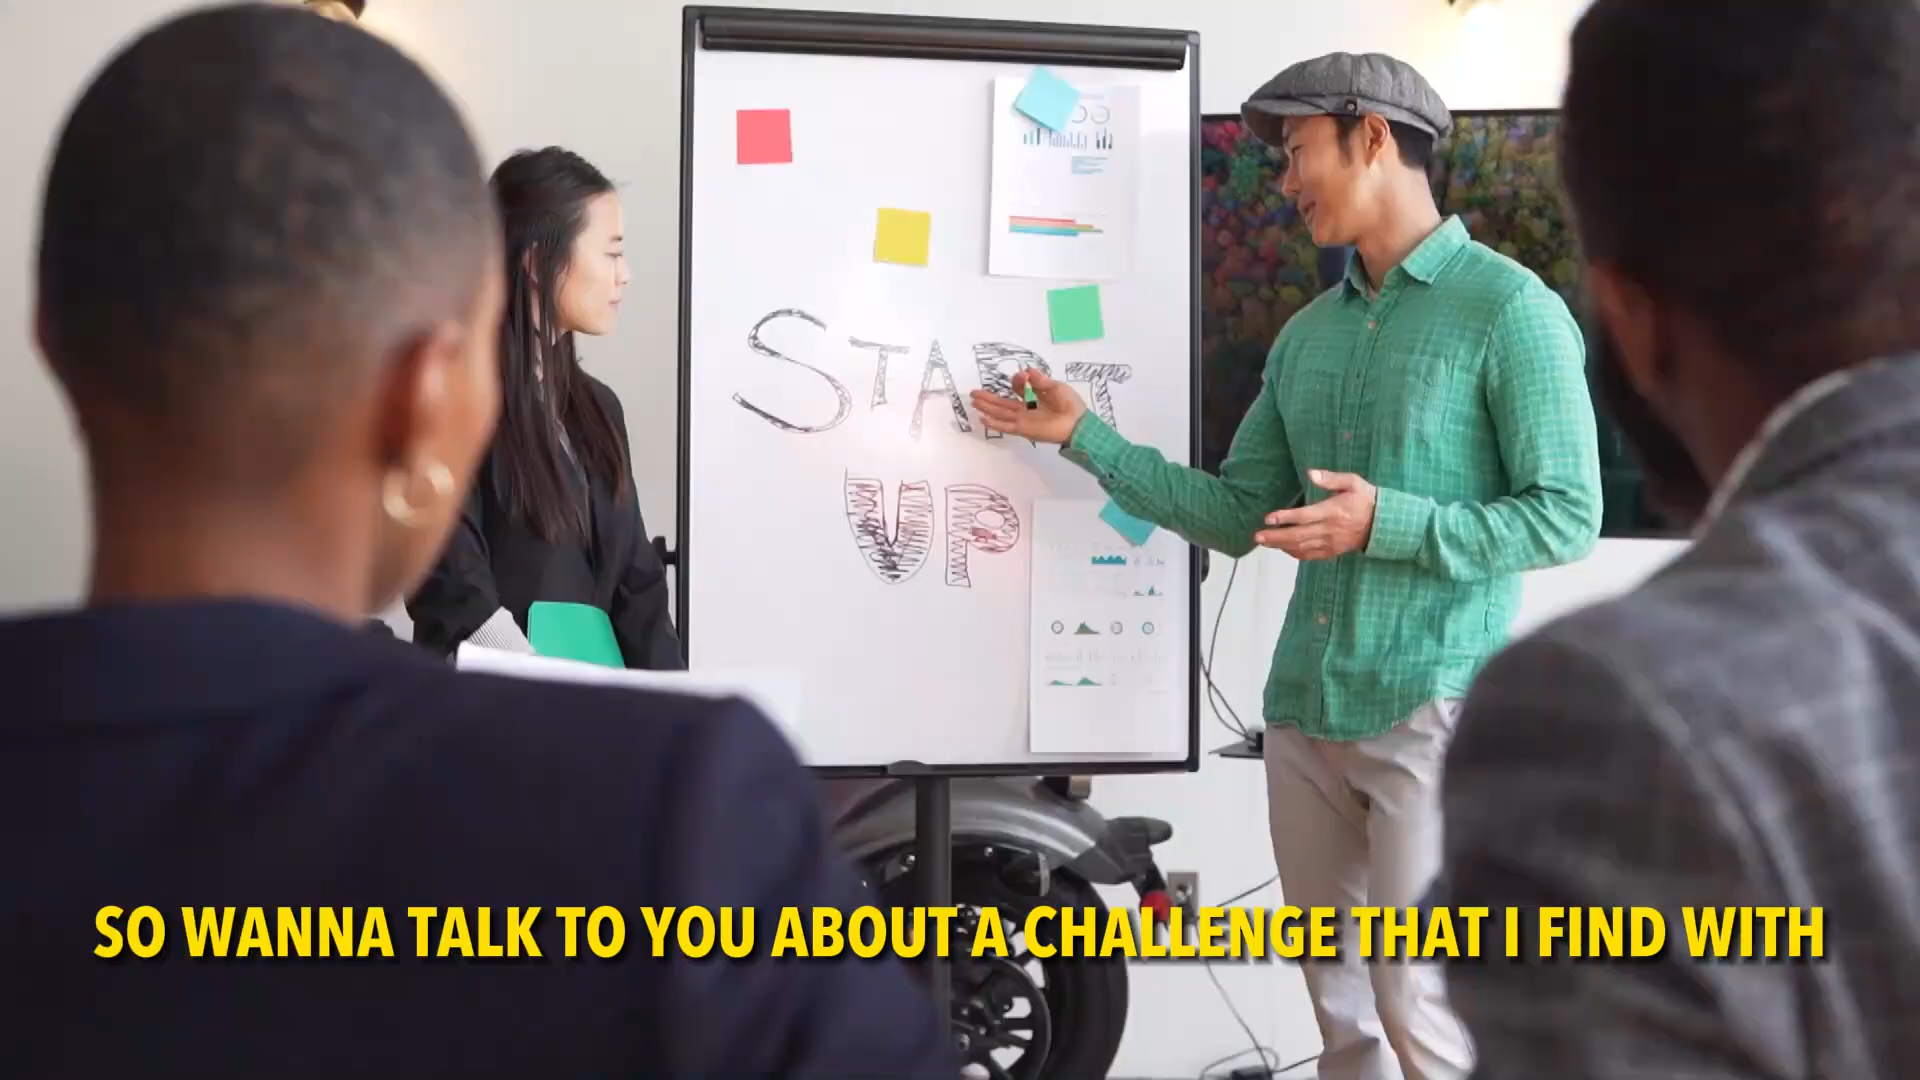 START
UP
SO WANNA TALK TO YOU ABOUT A CHALLENGE THAT I FIND WITH